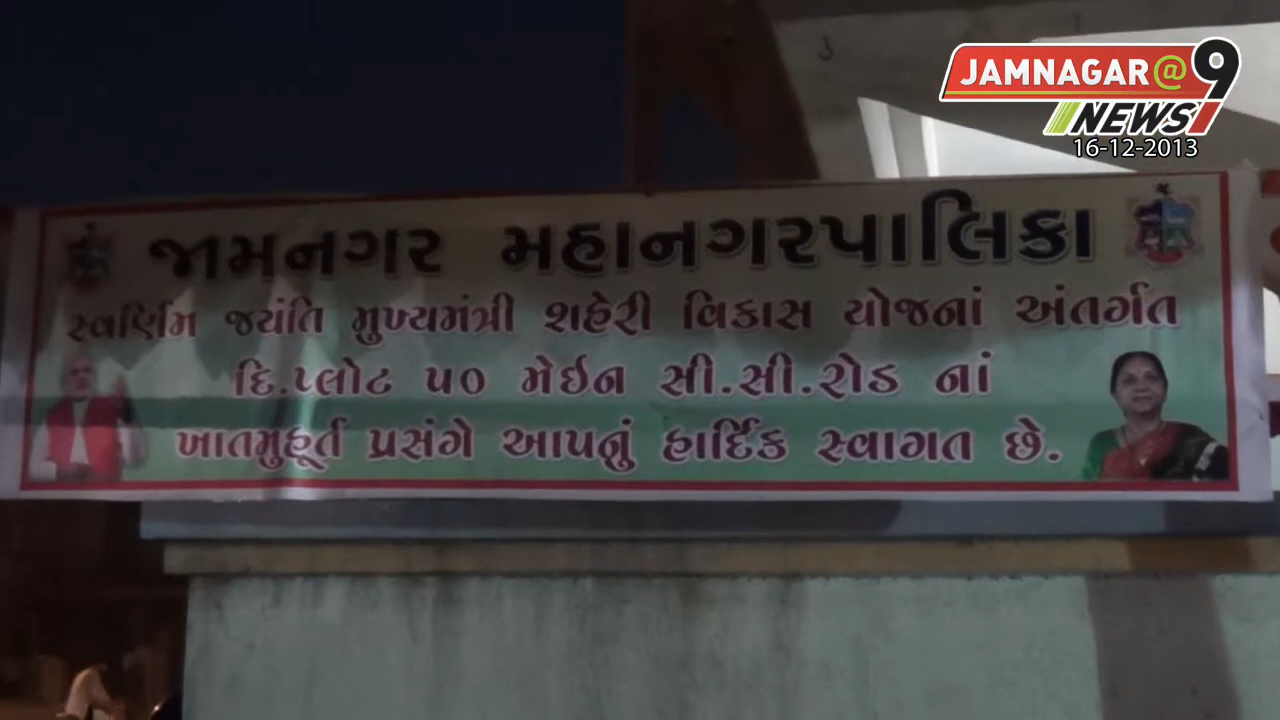 JAMNAGAR@9
NEWS
16-12-2013
જામનગર મહાનગરપાલિકા
સ્વર્ણિમ જયંતિ મુખ્યમંત્રી શહેરી વિકાસ યોજનાં અંતર્ગત
દિ.પ્લોટ ૫૦ મેઇન સી.સી.રોડ નાં
ખાતમુહૂર્ત પ્રસંગે આપનું હાર્દિક સ્વાગત છે.